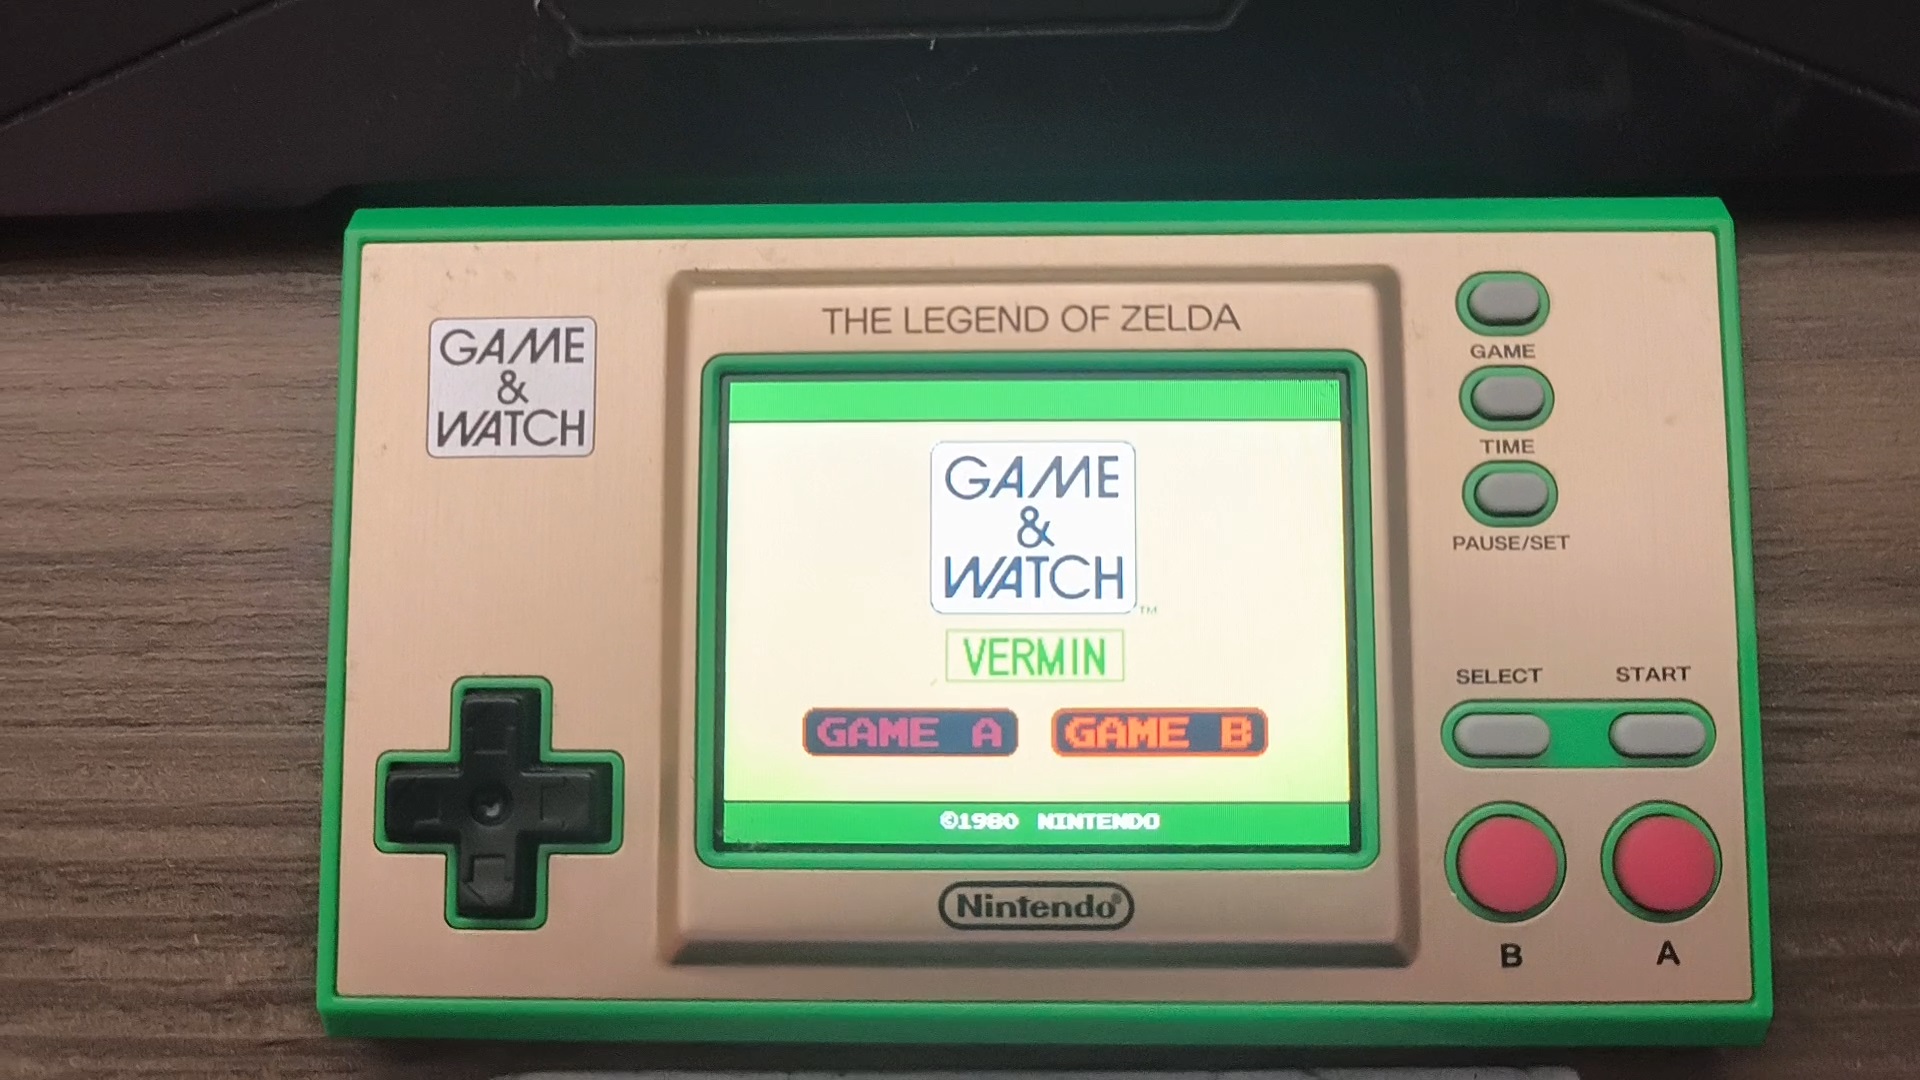 THE LEGEND OF ZELDA
GAME
&
WATCH
GAME
&
WATCH
TM
VERMIN
GAME A GAME B
©1980 NINTENDO
Nintendo®
GAME
TIME
PAUSE/SET
SELECT START
B A